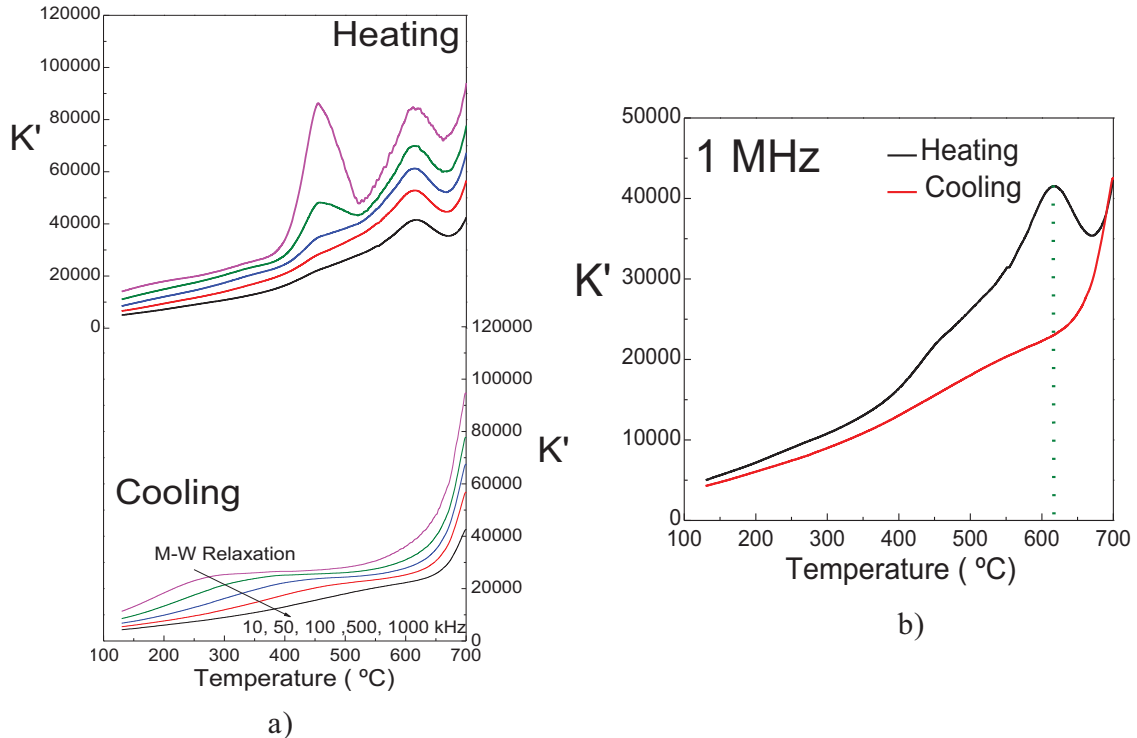 Heating
120000
100000
80000
60000
40000
20000
0
K'
120000
100000
80000
60000
40000
20000
0
K'
Cooling
M-W Relaxation
10, 50, 100 ,500, 1000 kHz
100 200 300 400 500 600 700
Temperature ( ºC)
a)
50000
40000
30000
20000
10000
0
K'
1 MHz
Heating
Cooling
100 200 300 400 500 600 700
Temperature ( ºC)
b)